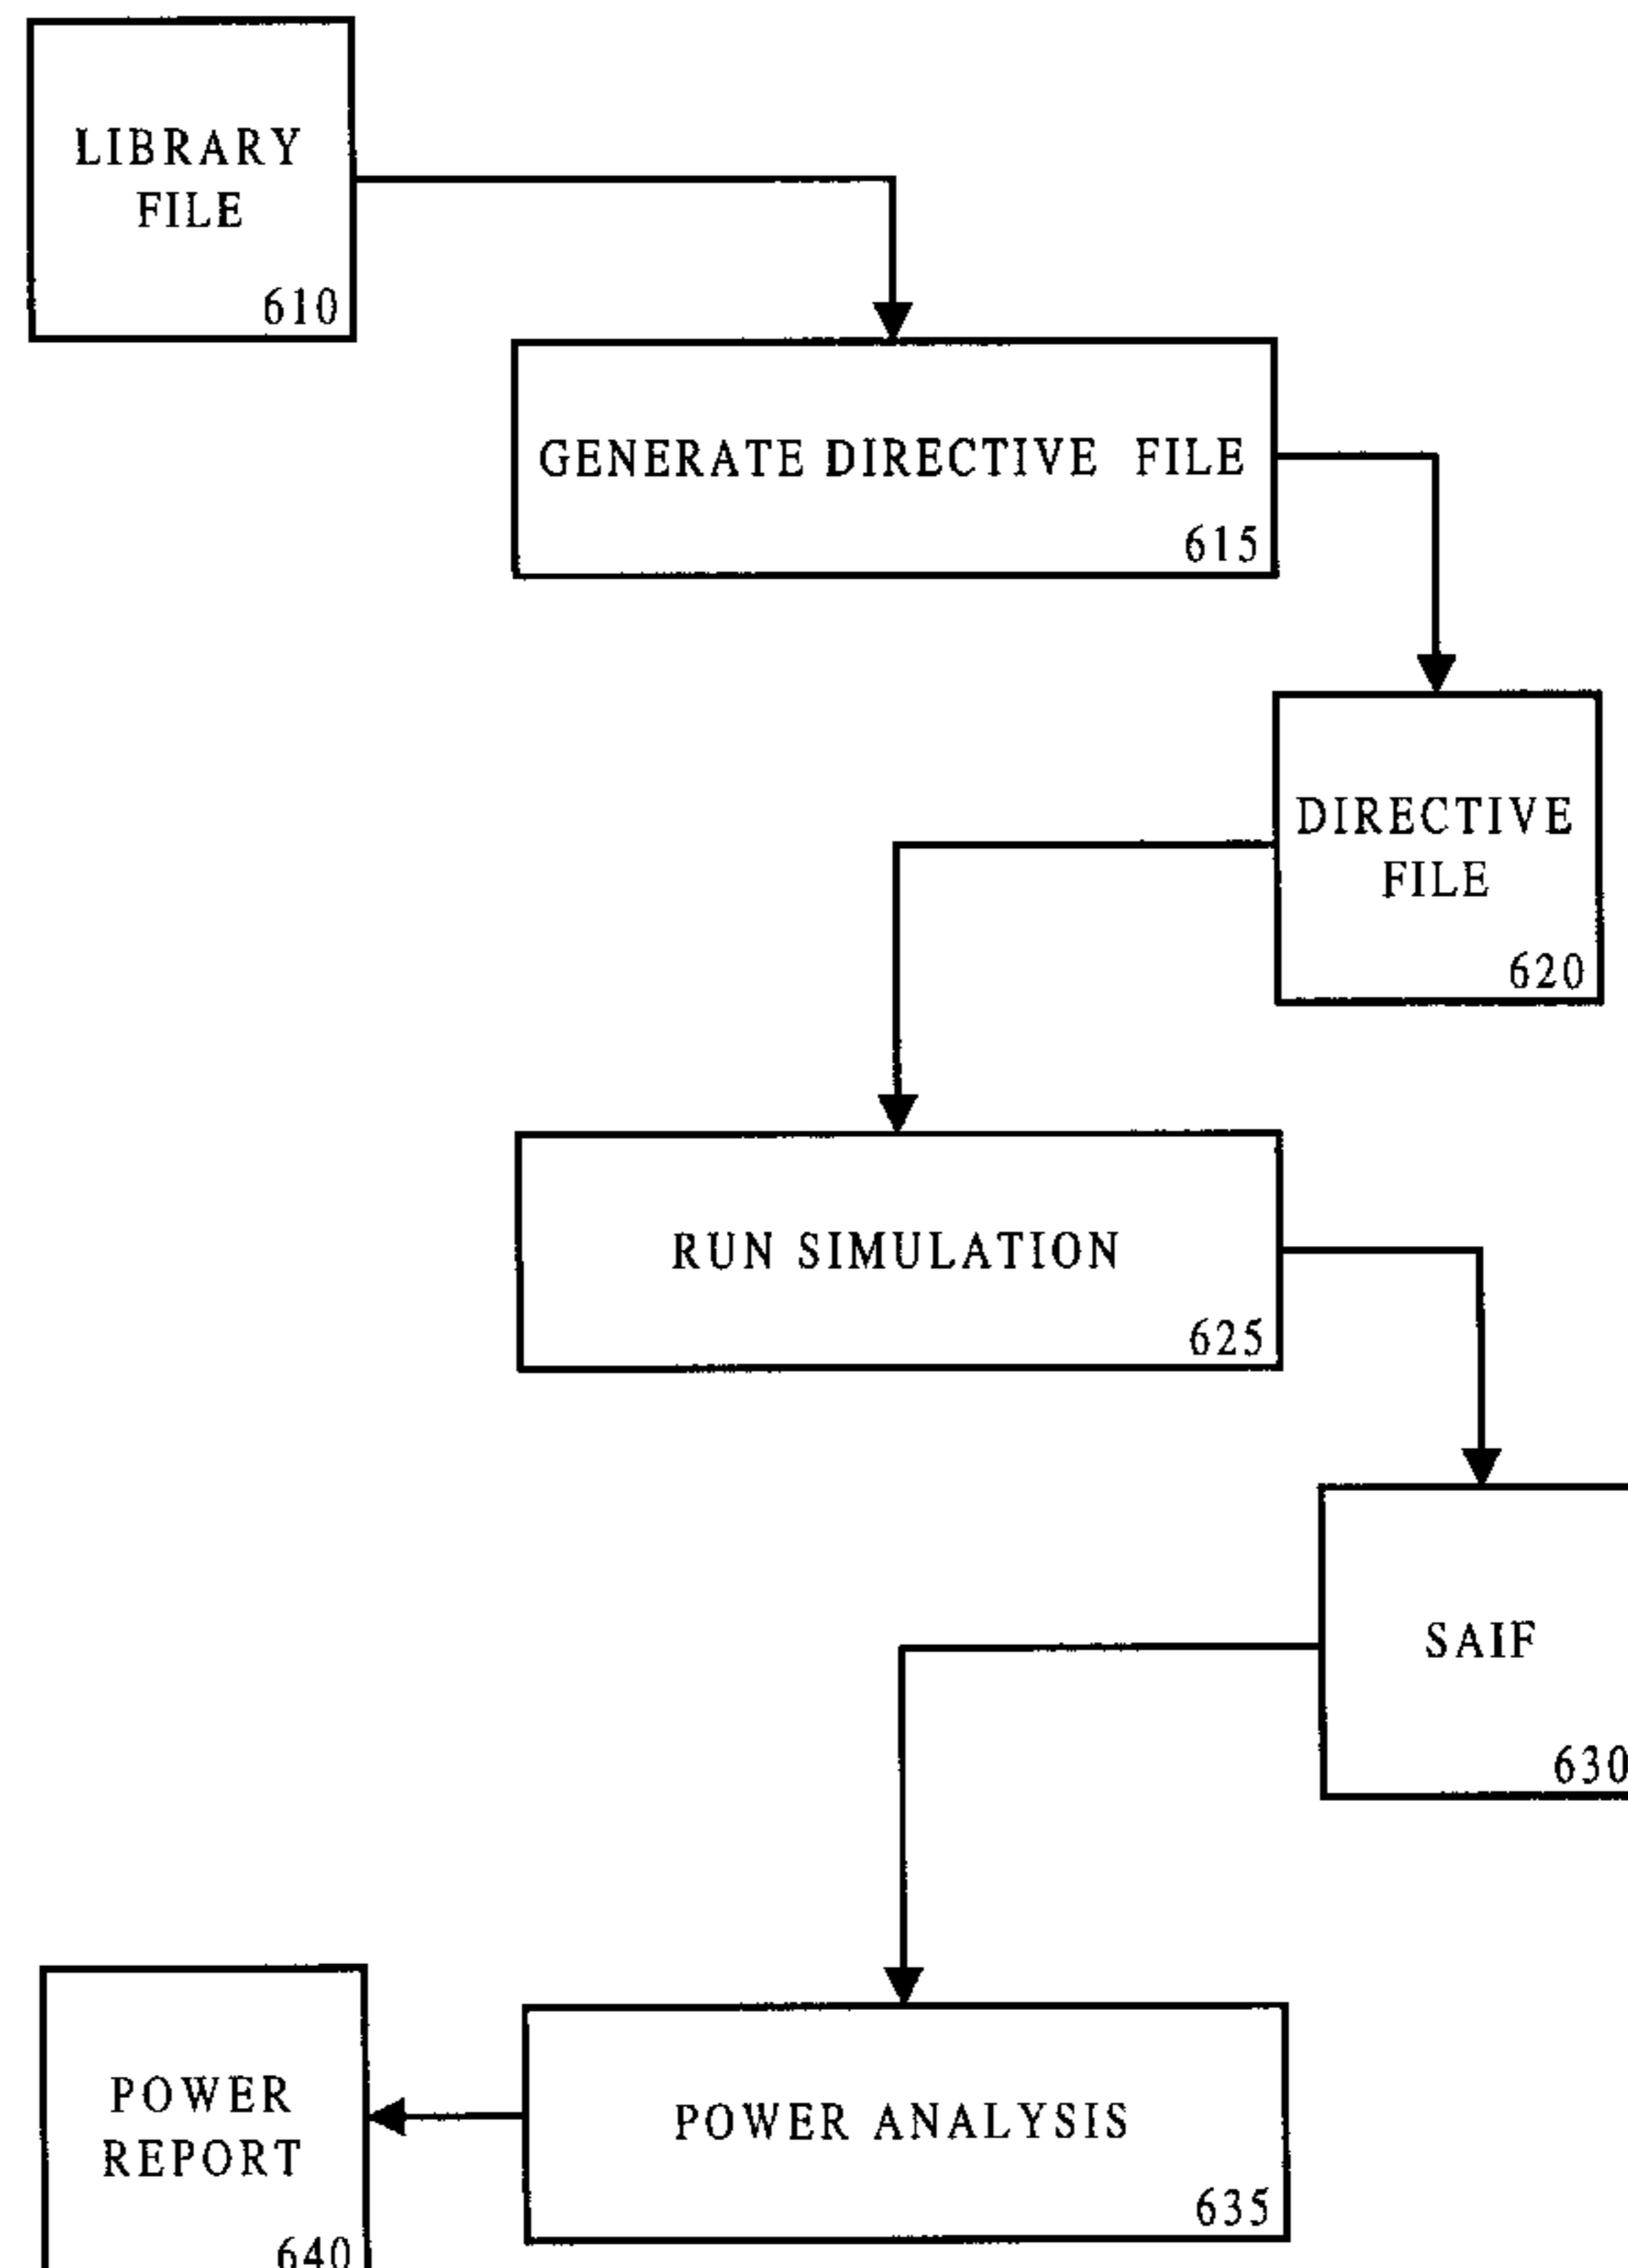 LIBRARY
FILE
610
GENERATE DIRECTIVE FILE
615
DIRECTIVE
FILE
620
RUN SIMULATION
625
SAIF
630
POWER ANALYSIS
635
POWER
REPORT
640